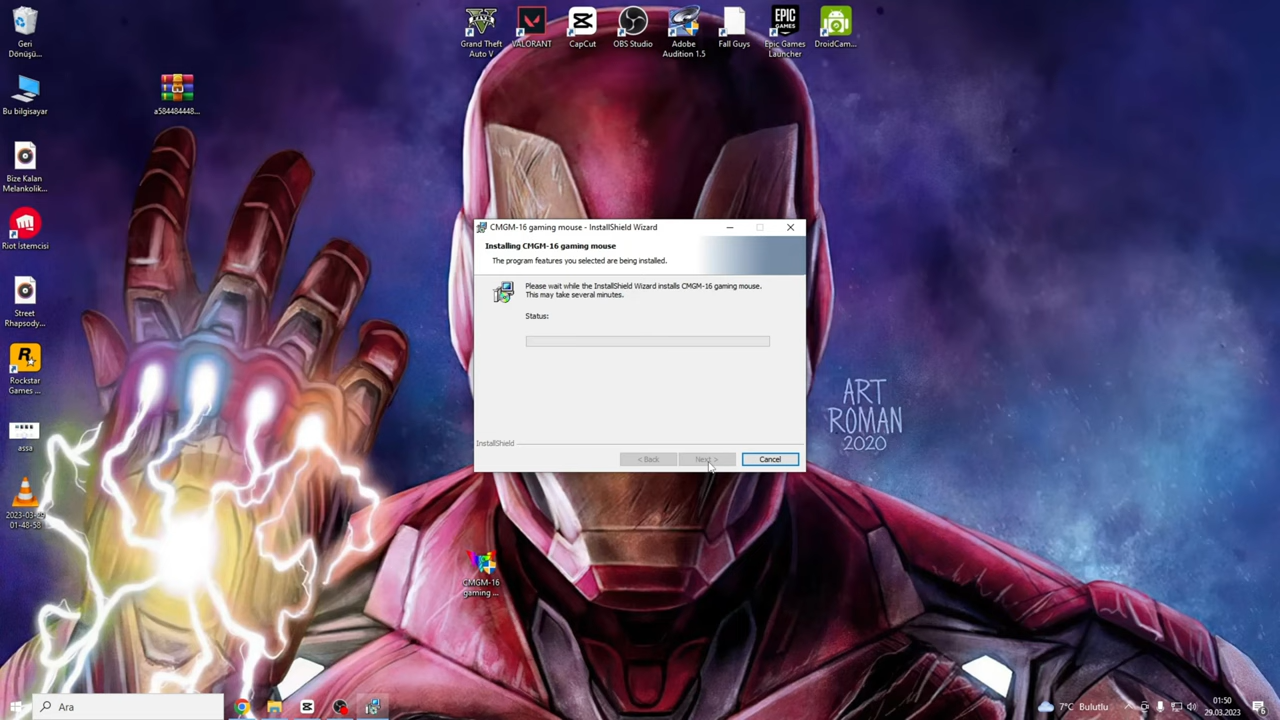 Geri
Dönüşü...
Bu bilgisayar
Bize Kalan
Melankolik...
Riot İstemcisi
Street
Rhapsody...
Rockstar
Games ...
assa
01-48-58
a584484448...
Grand Theft
Auto V
VALORANT
CapCut
OBS Studio
Adobe
Audition 1.5
Fall Guys
EPIC
GAMES
Epic Games
Launcher
DroidCam...
CMGM-16 gaming mouse - InstallShield Wizard
Installing CMGM-16 gaming mouse
The program features you selected are being installed.
Please wait while the InstallShield Wizard installs CMGM-16 gaming mouse.
This may take several minutes.
Status:
InstallShield
< Back
Next >
Cancel
ART
ROMAN
2020
CMGM-16
gaming ...
Ara
7°C Bulutlu
01:50
29.03.2023
6